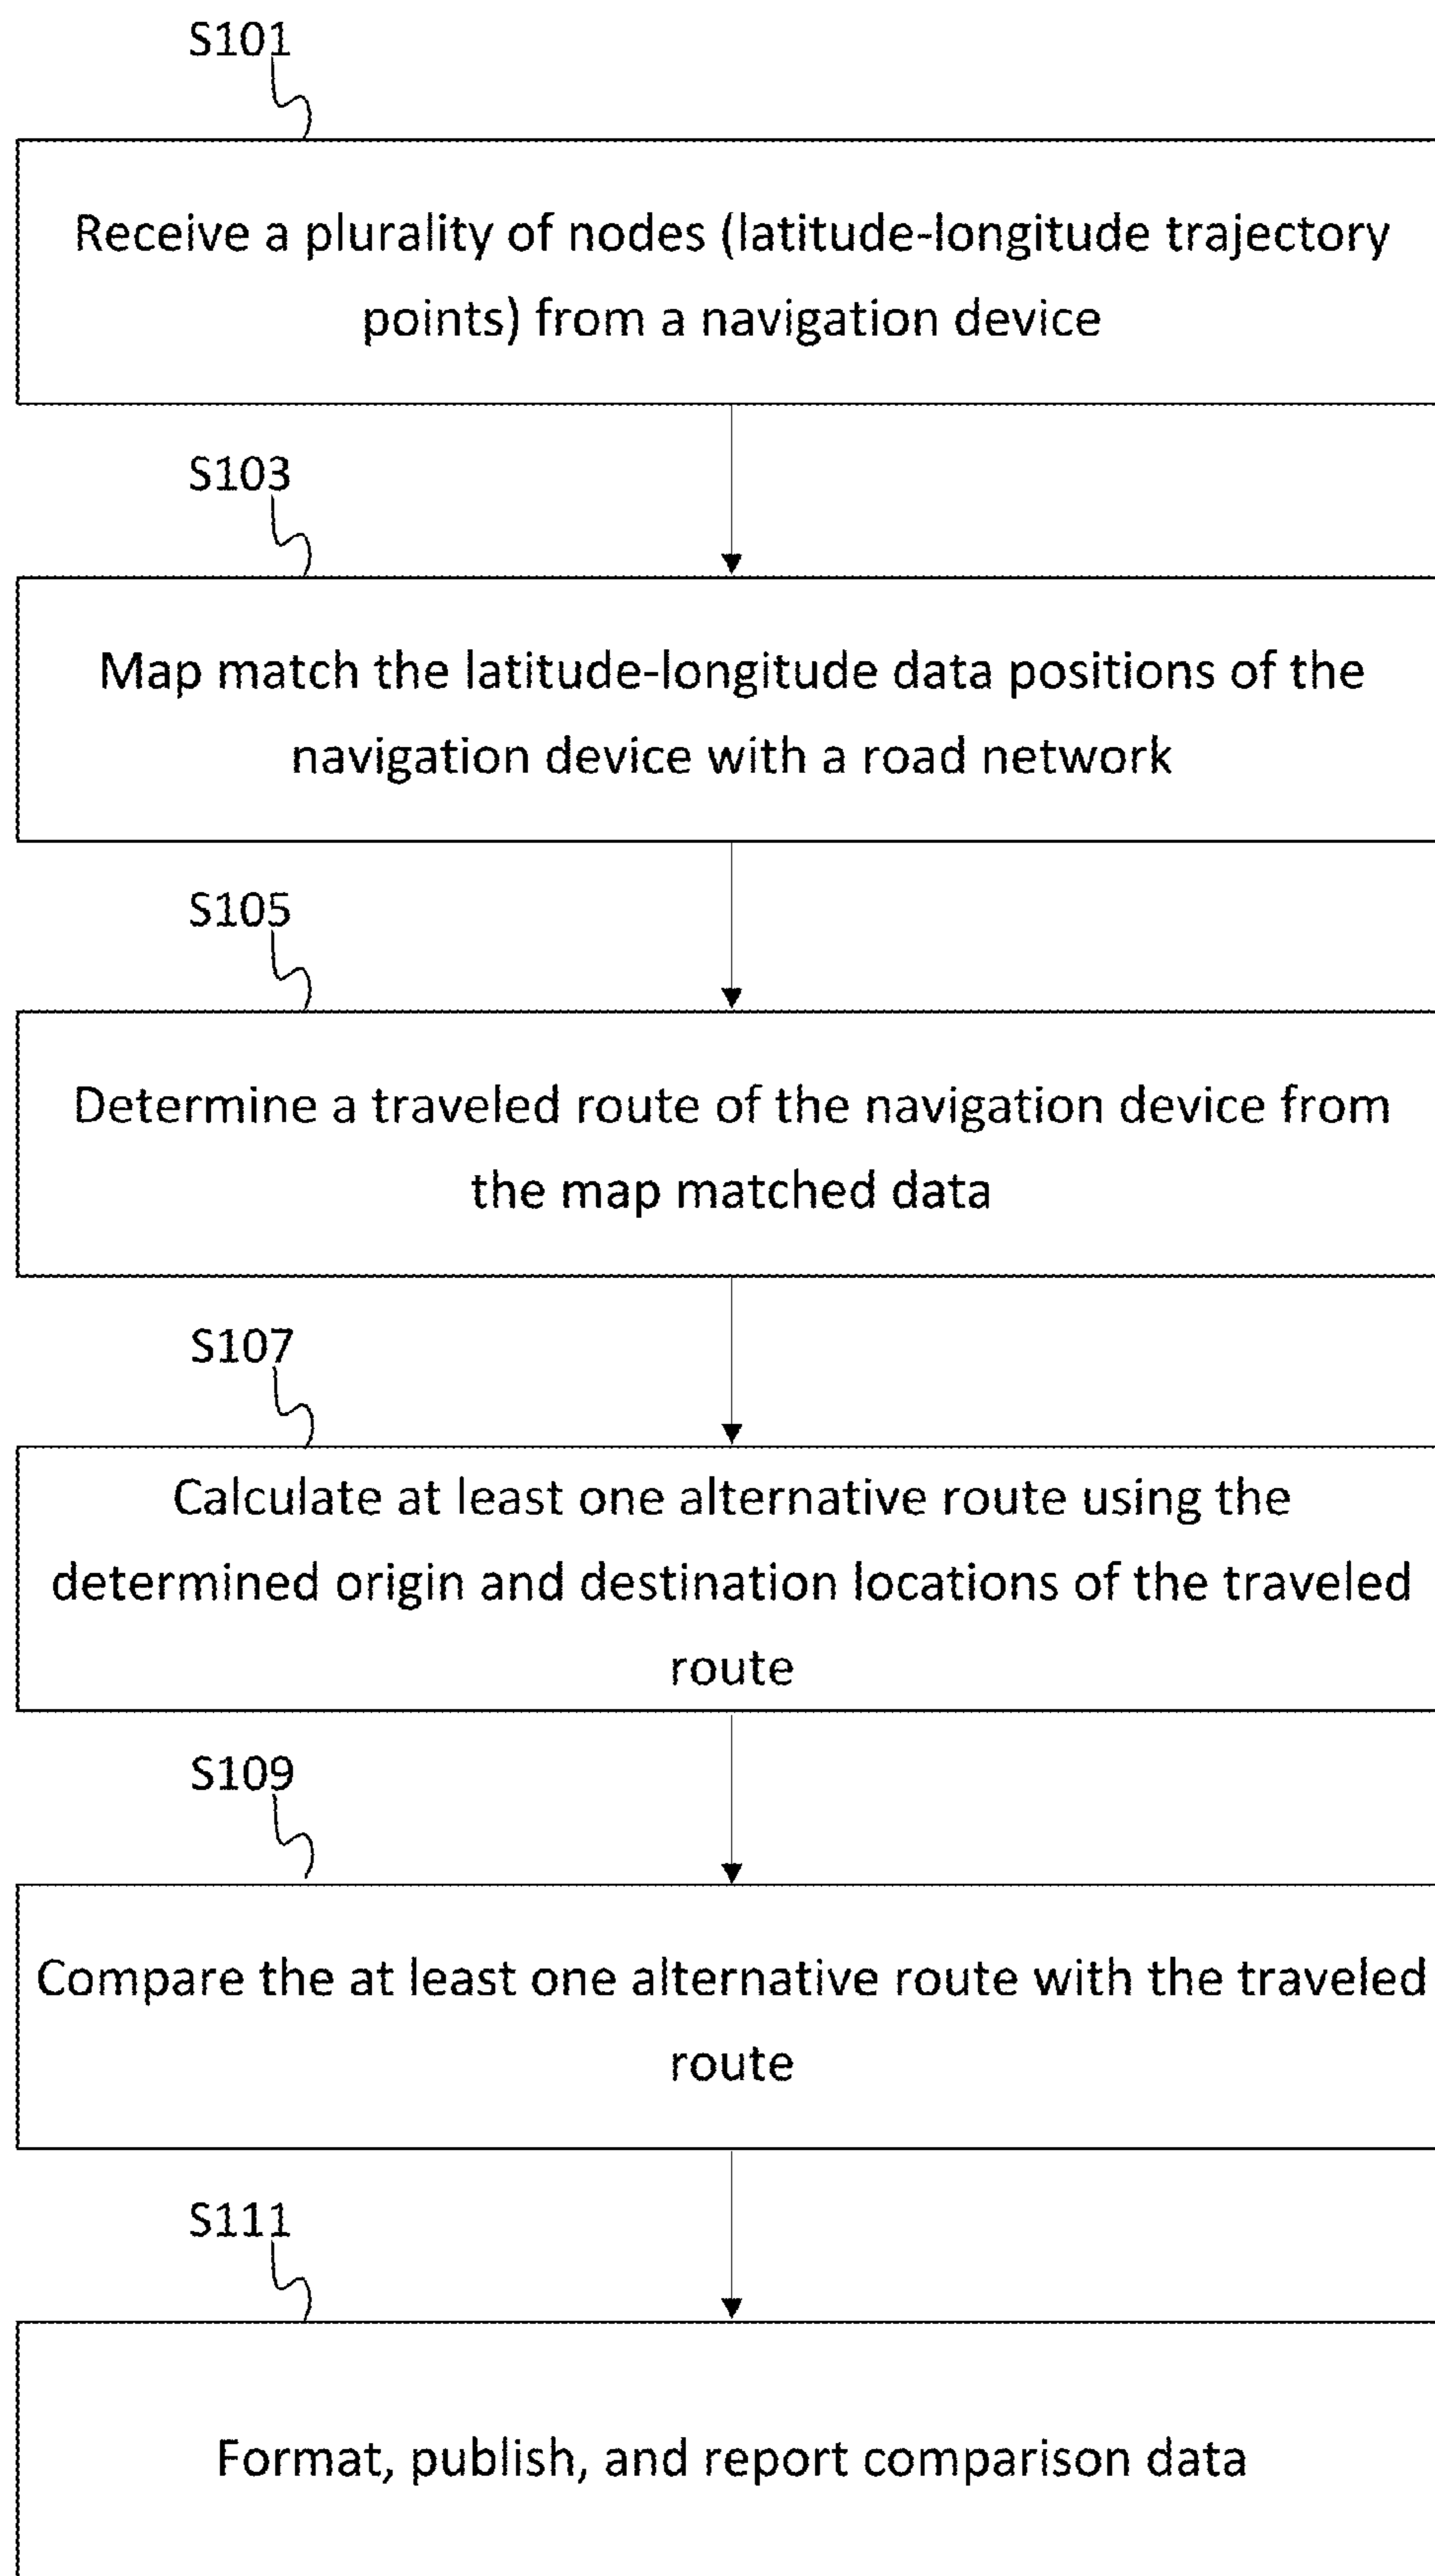 S101
Receive a plurality of nodes (latitude-longitude trajectory
points) from a navigation device
S103
Map match the latitude-longitude data positions of the
navigation device with a road network
S105
Determine a traveled route of the navigation device from
the map matched data
S107
Calculate at least one alternative route using the
determined origin and destination locations of the traveled
route
S109
Compare the at least one alternative route with the traveled
route
S111
Format, publish, and report comparison data